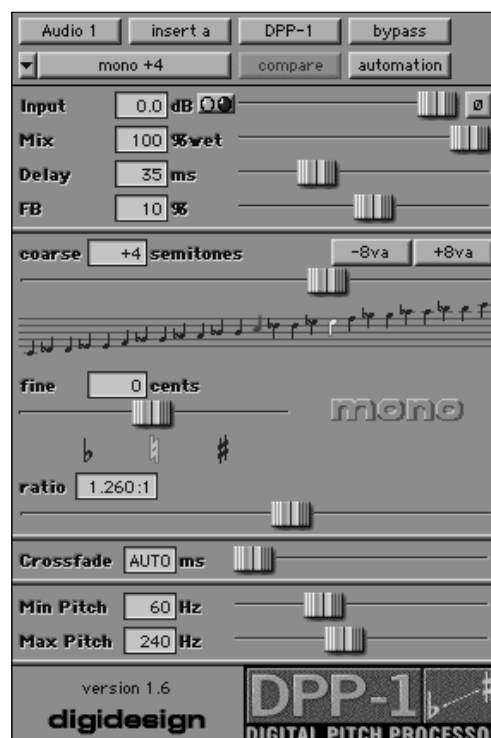 Audio 1 insert a DPP-1 bypass
mono +4 compare automation
Input 0.0 dB ø
Mix 100 %wet
Delay 35 ms
FB 10 %
coarse +4 semitones -8va +8va
fine 0 cents
mono
♭ ♮ ♯
ratio 1.260:1
Crossfade AUTO ms
Min Pitch 60 Hz
Max Pitch 240 Hz
version 1.6
digidesign
DPP-1
DIGITAL PITCH PROCESSO